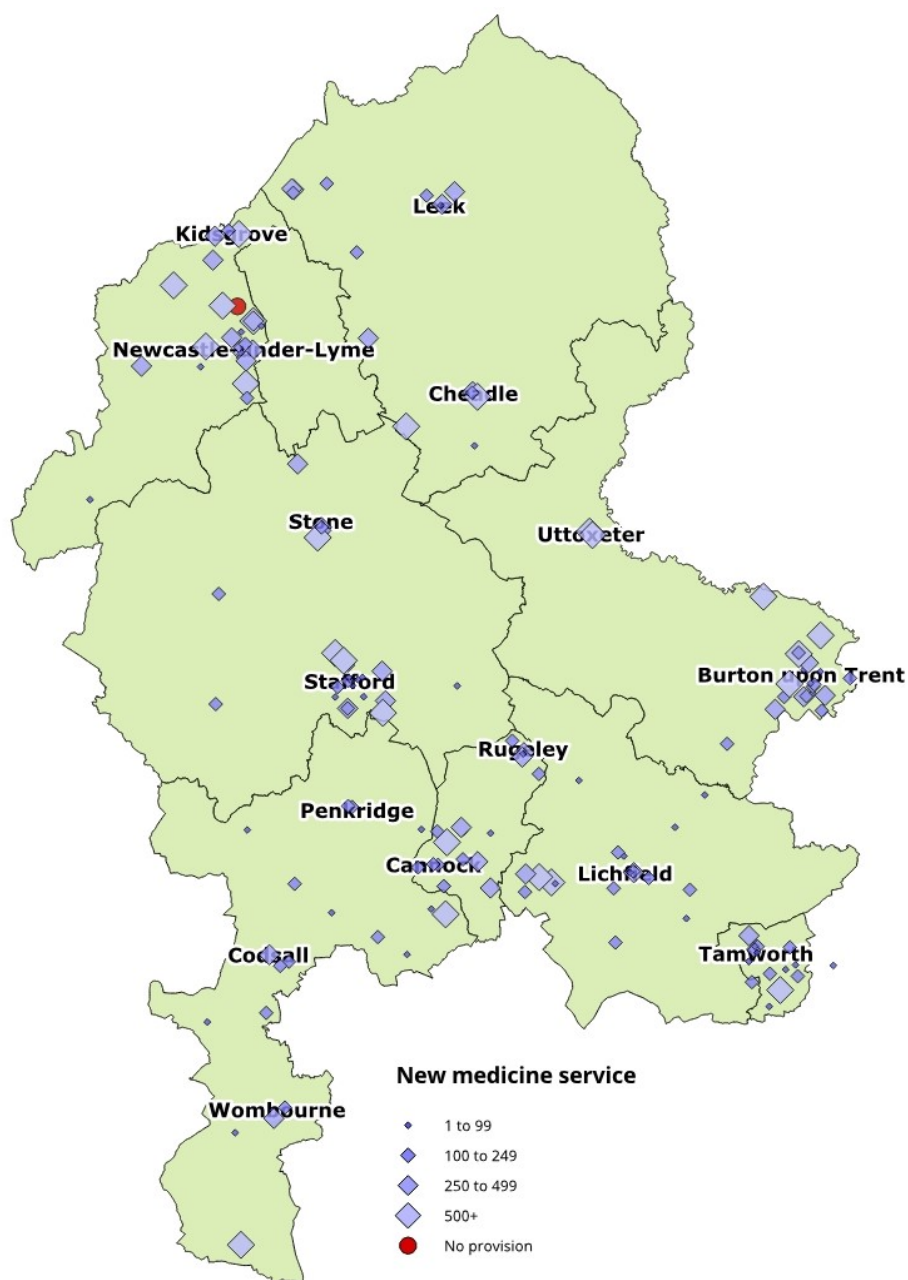 Leek
Kidsgrove
Newcastle-under-Lyme
Cheadle
Stone
Uttoxeter
Stafford
Burton upon Trent
Rugeley
Penkridge
Cannock
Lichfield
Codsall
Tamworth
New medicine service
Wombourne
1 to 99
100 to 249
250 to 499
500+
No provision